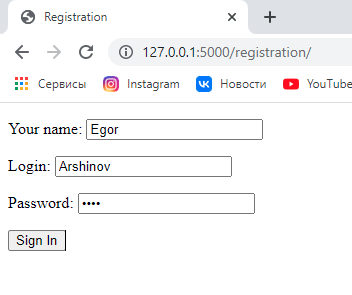 Registration
127.0.0.1:5000/registration/
Сервисы Instagram Новости YouTube
Your name: Egor
Login: Arshinov
Password: ••••
Sign In